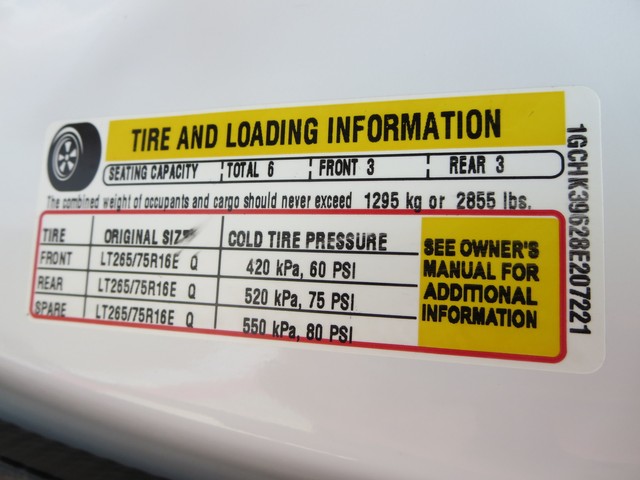 TIRE AND LOADING INFORMATION
SEATING CAPACITY TOTAL 6 FRONT 3 REAR 3
The combined weight of occupants and cargo should never exceed 1295 kg or 2855 lbs.
TIRE ORIGINAL SIZE COLD TIRE PRESSURE
FRONT LT265/75R16E Q 420 kPa, 60 PSI
REAR LT265/75R16E Q 520 kPa, 75 PSI
SPARE LT265/75R16E Q 550 kPa, 80 PSI
SEE OWNER'S
MANUAL FOR
ADDITIONAL
INFORMATION
1GCHK39628E207221